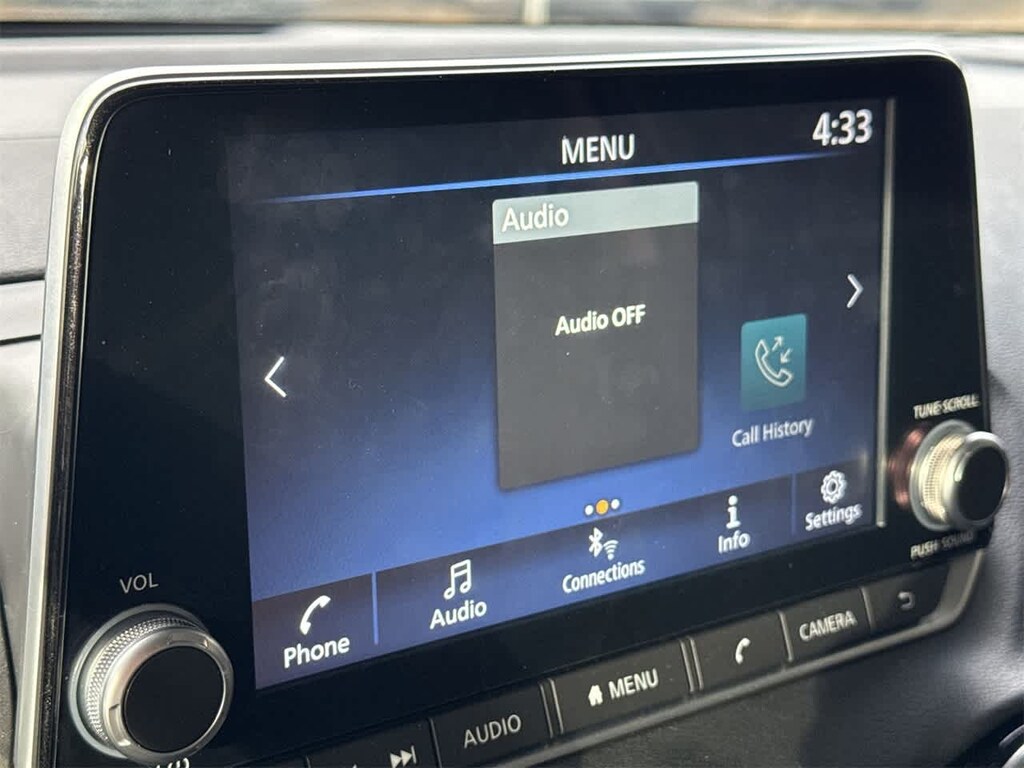 MENU
4:33
Audio
Audio OFF
Call History
TUNE·SCROLL
PUSH SOUND
Phone
Audio
Connections
Info
Settings
VOL
AUDIO
MENU
CAMERA